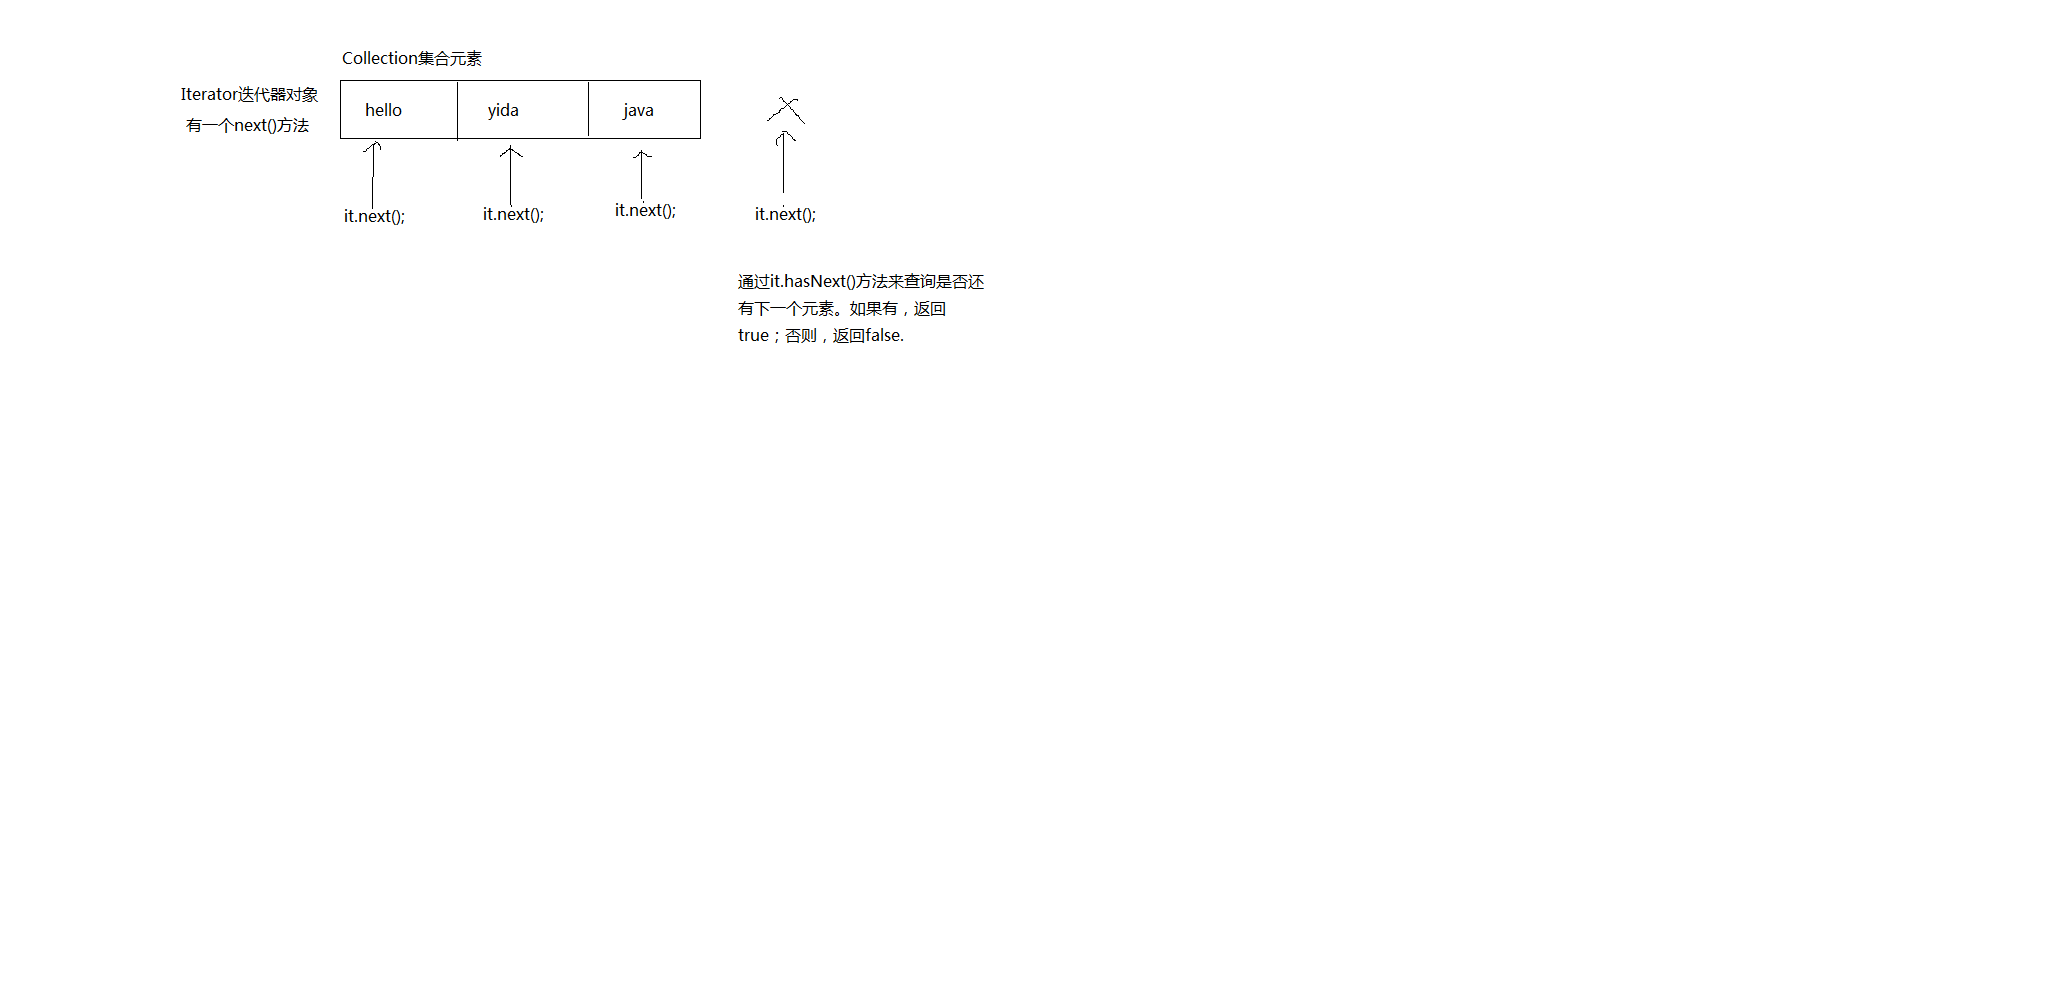 Collection集合元素
Iterator迭代器对象
有一个next()方法
hello
yida
java
it.next();
it.next();
it.next();
it.next();
通过it.hasNext()方法来查询是否还
有下一个元素。如果有，返回
true；否则，返回false.